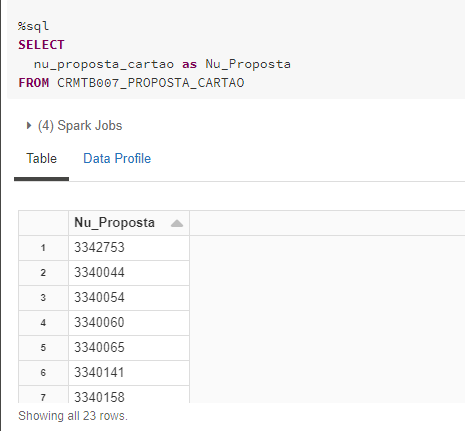 %sql
SELECT
nu_proposta_cartao as Nu_Proposta
FROM CRMTB007_PROPOSTA_CARTAO
(4) Spark Jobs
Table Data Profile
Nu_Proposta
1 3342753
2 3340044
3 3340054
4 3340060
5 3340065
6 3340141
7 3340158
Showing all 23 rows.